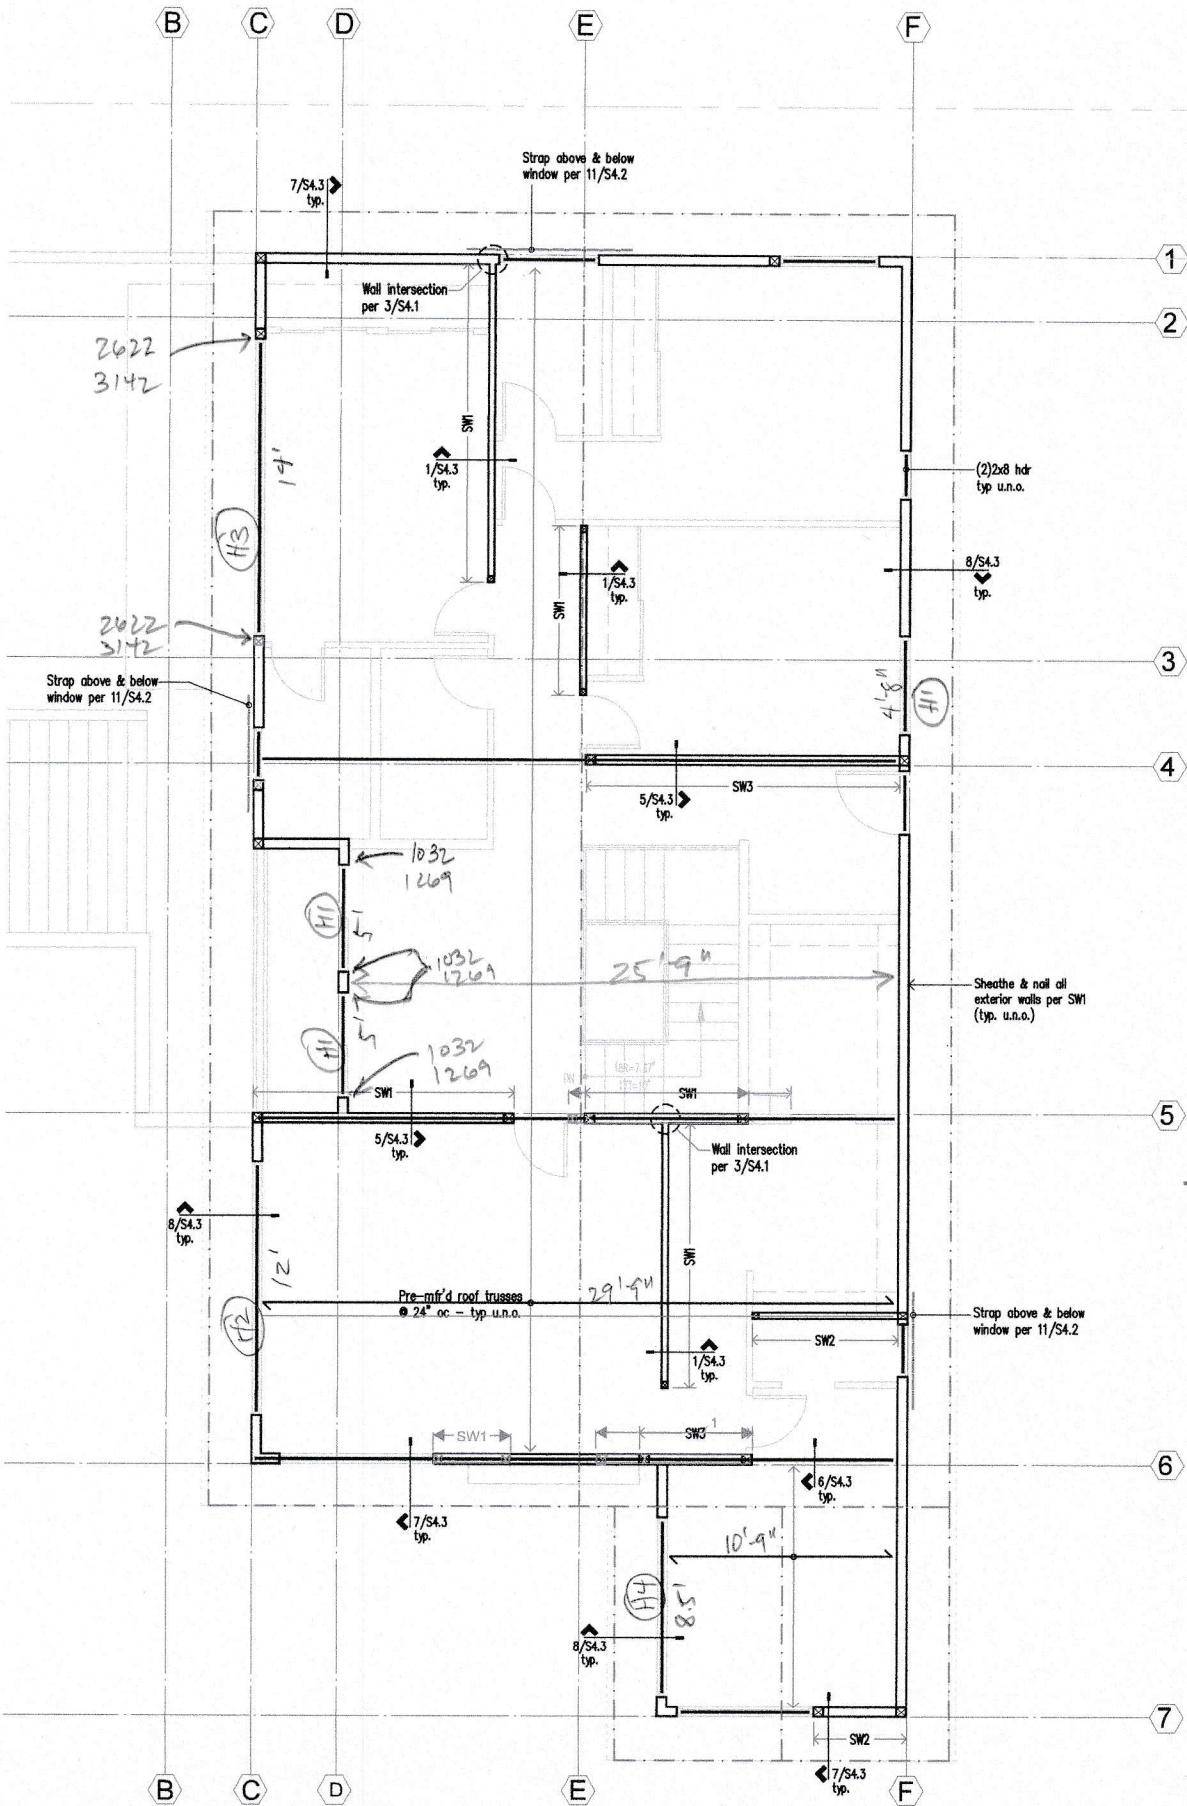 B C D E F
Strap above & below
window per 11/S4.2
7/S4.3
typ.
1
Wall intersection
per 3/S4.1
2
2622
3142
SW1
14'
1/S4.3
typ.
(2)2x8 hdr
typ u.n.o.
H3
1/S4.3
typ.
8/S4.3
typ.
SW1
2622
3142
3
Strap above & below
window per 11/S4.2
4'-8"
H1
4
SW3
5/S4.3
typ.
1032
1269
H1
5'
1032
1269
25'-9"
Sheathe & nail all
exterior walls per SW1
(typ. u.n.o.)
5'
H1
1032
1269
DN
18R=7.67"
SW1
SW1
5
5/S4.3
typ.
Wall intersection
per 3/S4.1
8/S4.3
typ.
SW1
12'
Pre-mfr'd roof trusses
@ 24" oc - typ u.n.o.
29'-9"
H2
Strap above & below
window per 11/S4.2
SW2
1/S4.3
typ.
SW1
SW3
1
6
6/S4.3
typ.
7/S4.3
typ.
10'-9"
H4
8.5'
8/S4.3
typ.
7
SW2
7/S4.3
typ.
B C D E F